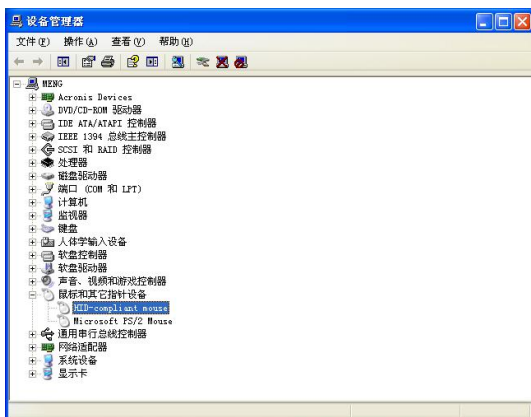 设备管理器
文件(F) 操作(A) 查看(V) 帮助(H)
MENG
Acronis Devices
DVD/CD-ROM 驱动器
IDE ATA/ATAPI 控制器
IEEE 1394 总线主控制器
SCSI 和 RAID 控制器
处理器
磁盘驱动器
端口 (COM 和 LPT)
计算机
监视器
键盘
人体学输入设备
软盘控制器
软盘驱动器
声音、视频和游戏控制器
鼠标和其它指针设备
HID-compliant mouse
Microsoft PS/2 Mouse
通用串行总线控制器
网络适配器
系统设备
显示卡